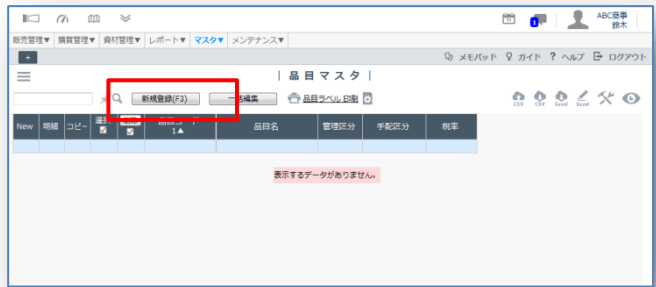 1
ABC商事
鈴木
販売管理▼ 購買管理▼ 資材管理▼ レポート▼ マスタ▼ メンテナンス▼
+ メモパッド ガイド ? ヘルプ ログアウト
| 品目マスタ |
新規登録(F3) 編集 品目ラベル 印刷 CSV CSV Excel Excel
New 明細 コピー 品目名 管理区分 手配区分 税率
1▲
表示するデータがありません。